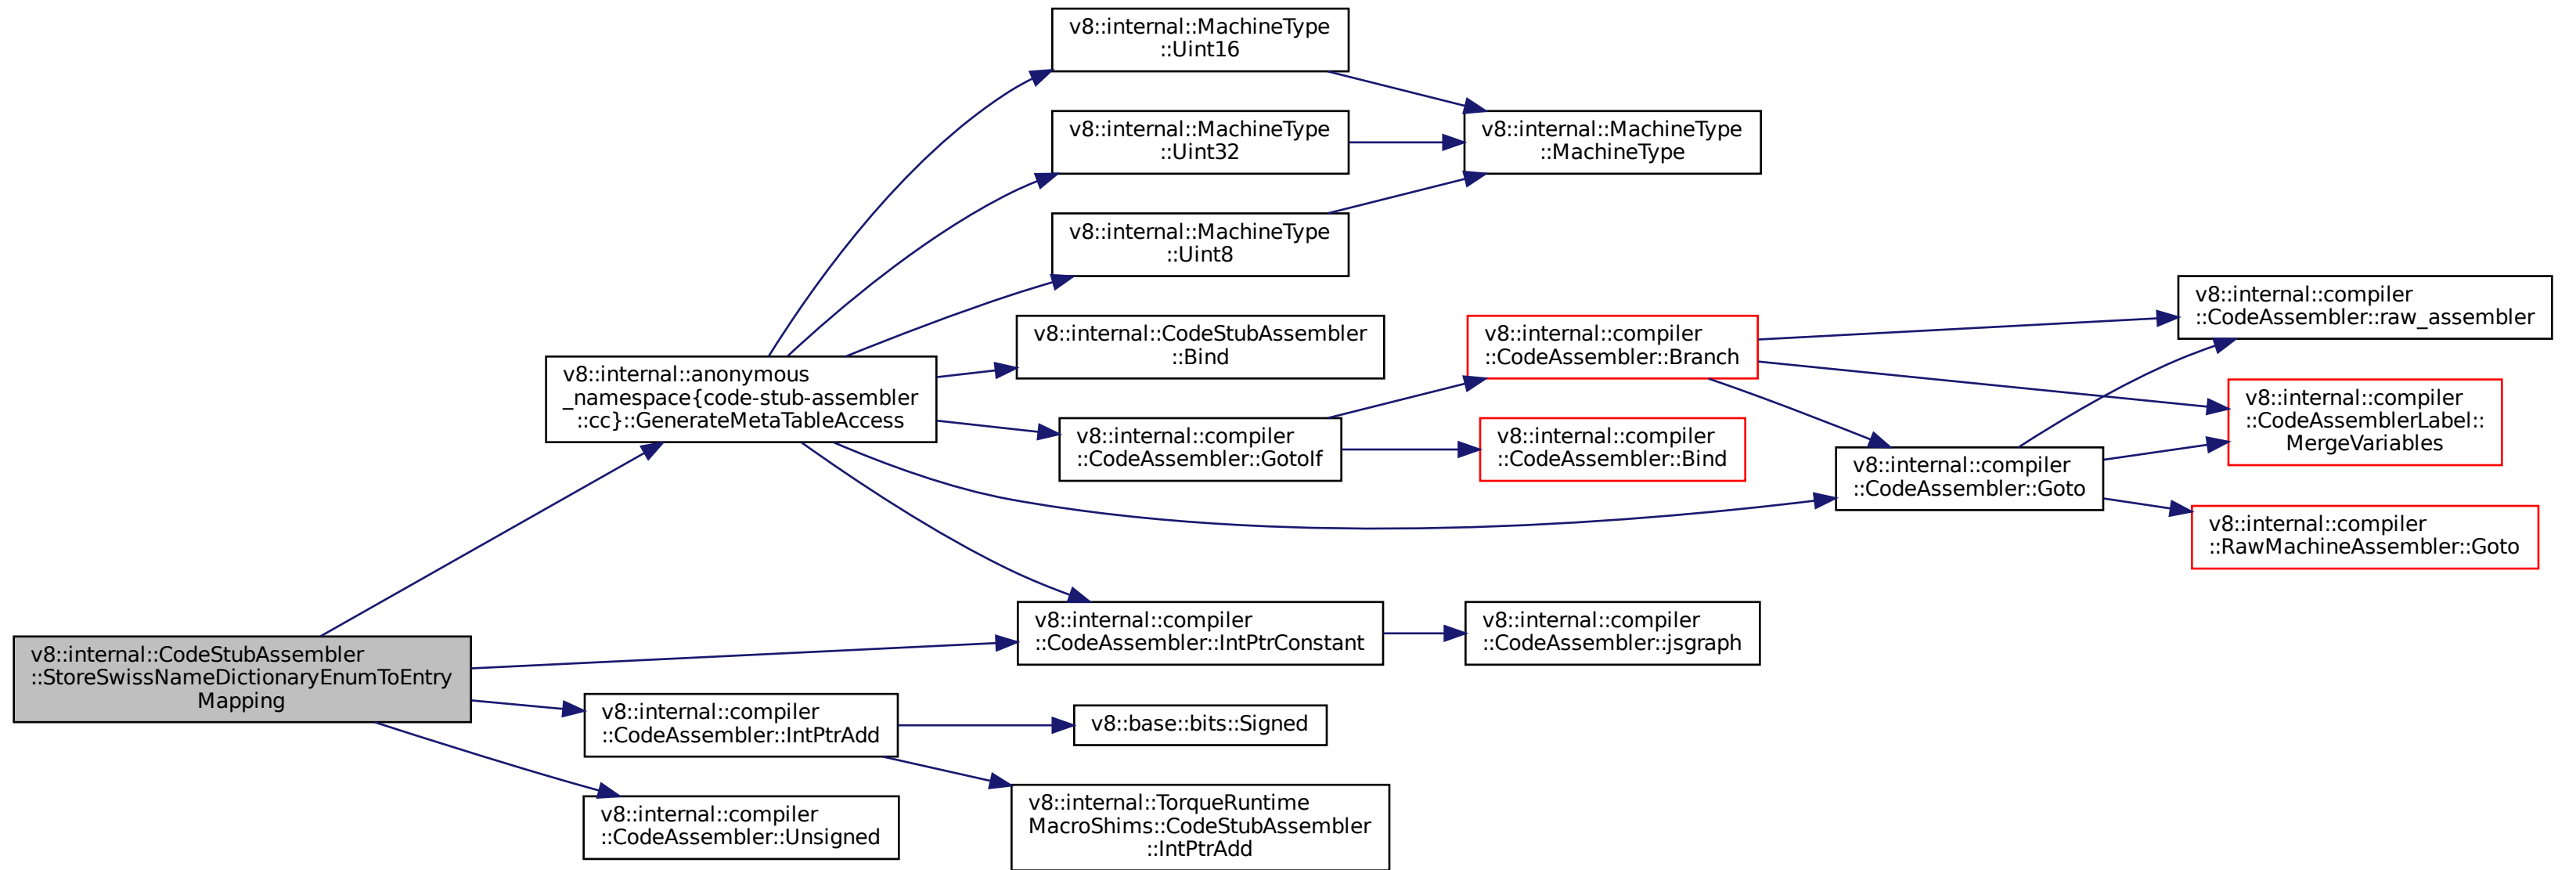 v8::internal::MachineType
::Uint16
v8::internal::MachineType
::Uint32
v8::internal::MachineType
::MachineType
v8::internal::MachineType
::Uint8
v8::internal::compiler
::CodeAssembler::raw_assembler
v8::internal::CodeStubAssembler
::Bind
v8::internal::compiler
::CodeAssembler::Branch
v8::internal::anonymous
_namespace{code-stub-assembler
::cc}::GenerateMetaTableAccess
v8::internal::compiler
::CodeAssemblerLabel::
MergeVariables
v8::internal::compiler
::CodeAssembler::GotoIf
v8::internal::compiler
::CodeAssembler::Bind
v8::internal::compiler
::CodeAssembler::Goto
v8::internal::compiler
::RawMachineAssembler::Goto
v8::internal::compiler
::CodeAssembler::IntPtrConstant
v8::internal::compiler
::CodeAssembler::jsgraph
v8::internal::CodeStubAssembler
::StoreSwissNameDictionaryEnumToEntry
Mapping
v8::internal::compiler
::CodeAssembler::IntPtrAdd
v8::base::bits::Signed
v8::internal::compiler
::CodeAssembler::Unsigned
v8::internal::TorqueRuntime
MacroShims::CodeStubAssembler
::IntPtrAdd